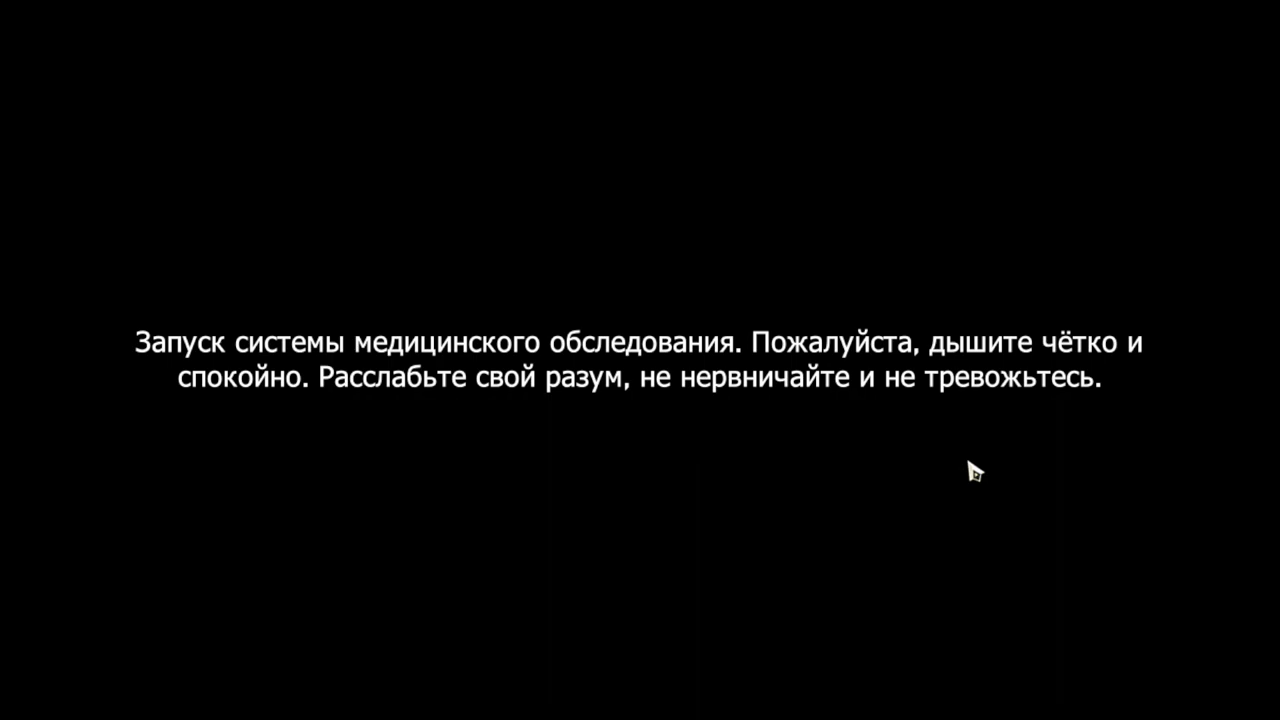 Запуск системы медицинского обследования. Пожалуйста, дышите чётко и
спокойно. Расслабьте свой разум, не нервничайте и не тревожьтесь.